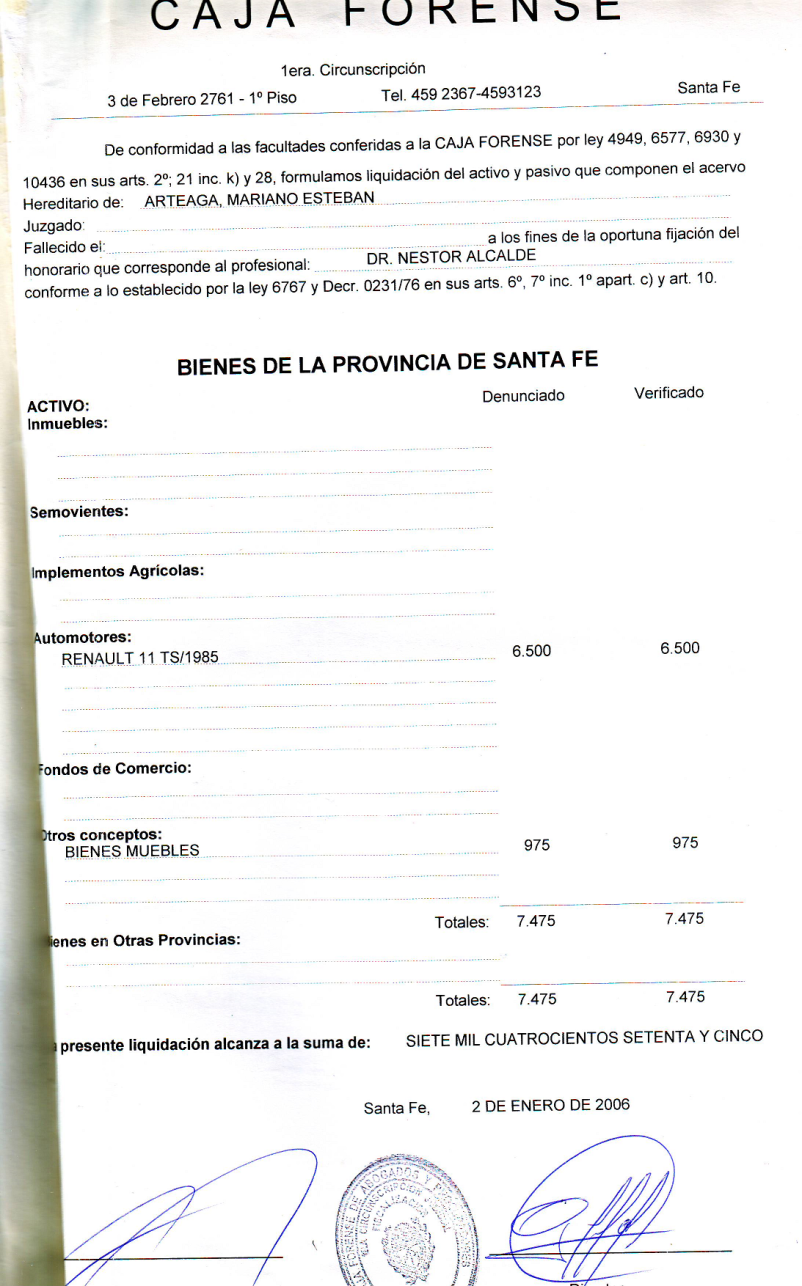 CAJA FORENSE
1era. Circunscripción
3 de Febrero 2761 - 1º Piso Tel. 459 2367-4593123 Santa Fe
De conformidad a las facultades conferidas a la CAJA FORENSE por ley 4949, 6577, 6930 y
10436 en sus arts. 2º; 21 inc. k) y 28, formulamos liquidación del activo y pasivo que componen el acervo
Hereditario de: ARTEAGA, MARIANO ESTEBAN
Juzgado:
Fallecido el: a los fines de la oportuna fijación del
honorario que corresponde al profesional: DR. NESTOR ALCALDE
conforme a lo establecido por la ley 6767 y Decr. 0231/76 en sus arts. 6º, 7º inc. 1º apart. c) y art. 10.
BIENES DE LA PROVINCIA DE SANTA FE
ACTIVO: Denunciado Verificado
Inmuebles:
Semovientes:
Implementos Agrícolas:
Automotores:
RENAULT 11 TS/1985 6.500 6.500
Fondos de Comercio:
Otros conceptos:
BIENES MUEBLES 975 975
Totales: 7.475 7.475
ienes en Otras Provincias:
Totales: 7.475 7.475
presente liquidación alcanza a la suma de: SIETE MIL CUATROCIENTOS SETENTA Y CINCO
Santa Fe, 2 DE ENERO DE 2006